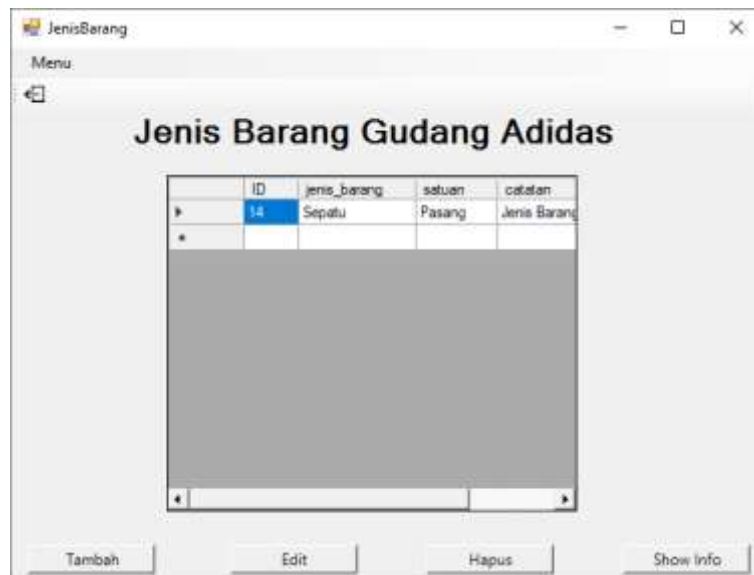 JenisBarang
Menu
Jenis Barang Gudang Adidas
ID jenis_barang satuan catatan
14 Sepatu Pasang Jenis Barang
Tambah Edit Hapus Show Info